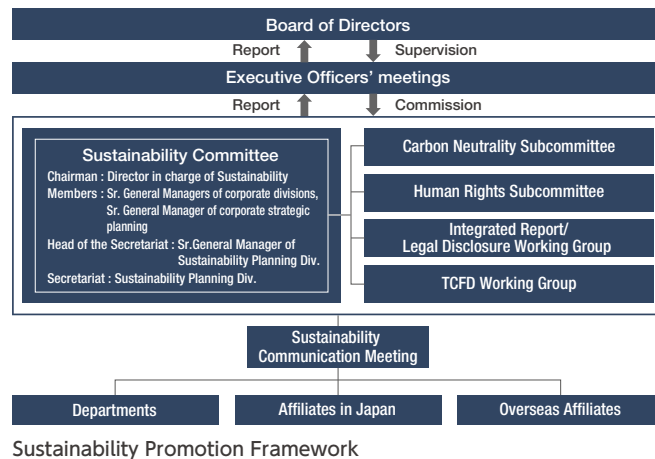 Board of Directors
Report
Supervision
Executive Officers' meetings
Report
Commission
Sustainability Committee
Chairman : Director in charge of Sustainability
Members : Sr. General Managers of corporate divisions,
Sr. General Manager of corporate strategic
planning
Head of the Secretariat : Sr.General Manager of
Sustainability Planning Div.
Secretariat : Sustainability Planning Div.
Carbon Neutrality Subcommittee
Human Rights Subcommittee
Integrated Report/
Legal Disclosure Working Group
TCFD Working Group
Sustainability
Communication Meeting
Departments
Affiliates in Japan
Overseas Affiliates
Sustainability Promotion Framework